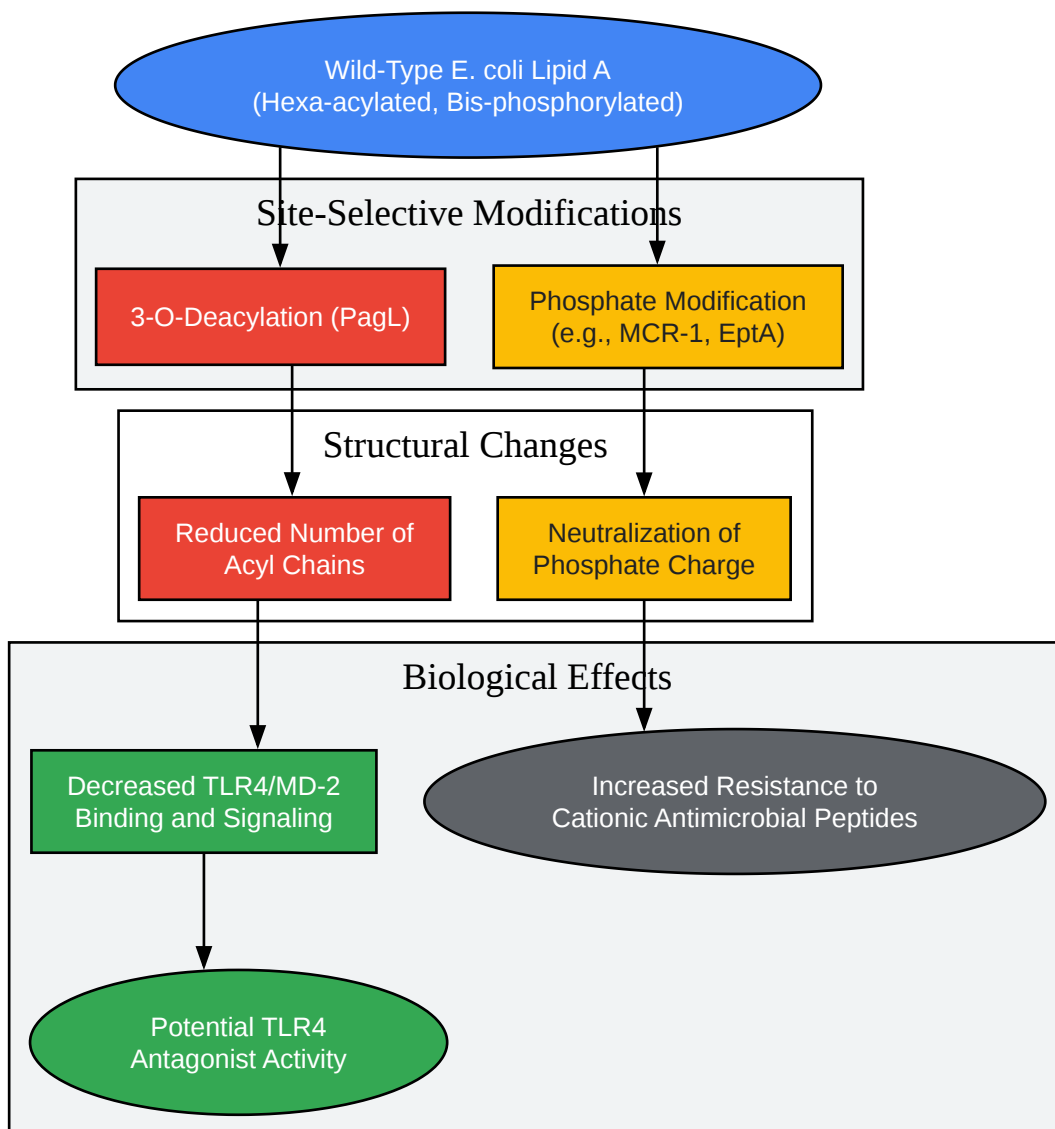 Wild-Type E. coli Lipid A
(Hexa-acylated, Bis-phosphorylated)
Site-Selective Modifications
3-O-Deacylation (PagL)
Phosphate Modification
(e.g., MCR-1, EptA)
Structural Changes
Reduced Number of
Acyl Chains
Neutralization of
Phosphate Charge
Biological Effects
Decreased TLR4/MD-2
Binding and Signaling
Increased Resistance to
Cationic Antimicrobial Peptides
Potential TLR4
Antagonist Activity